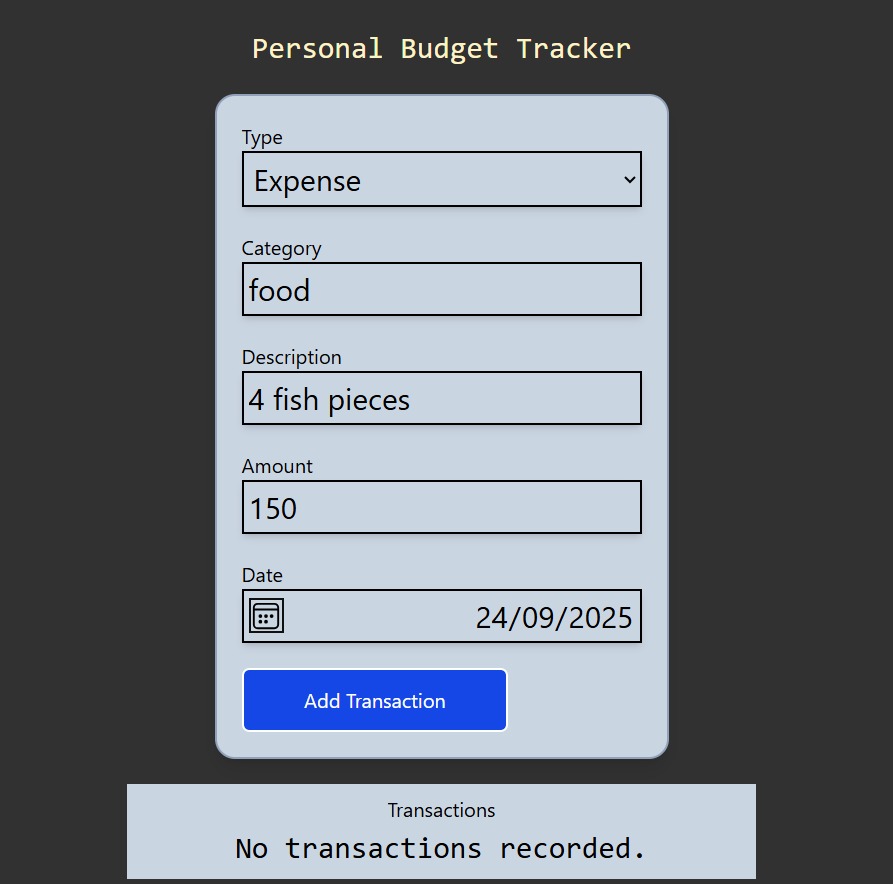 Personal Budget Tracker
Type
Expense
Category
food
Description
4 fish pieces
Amount
150
Date
24/09/2025
Add Transaction
Transactions
No transactions recorded.